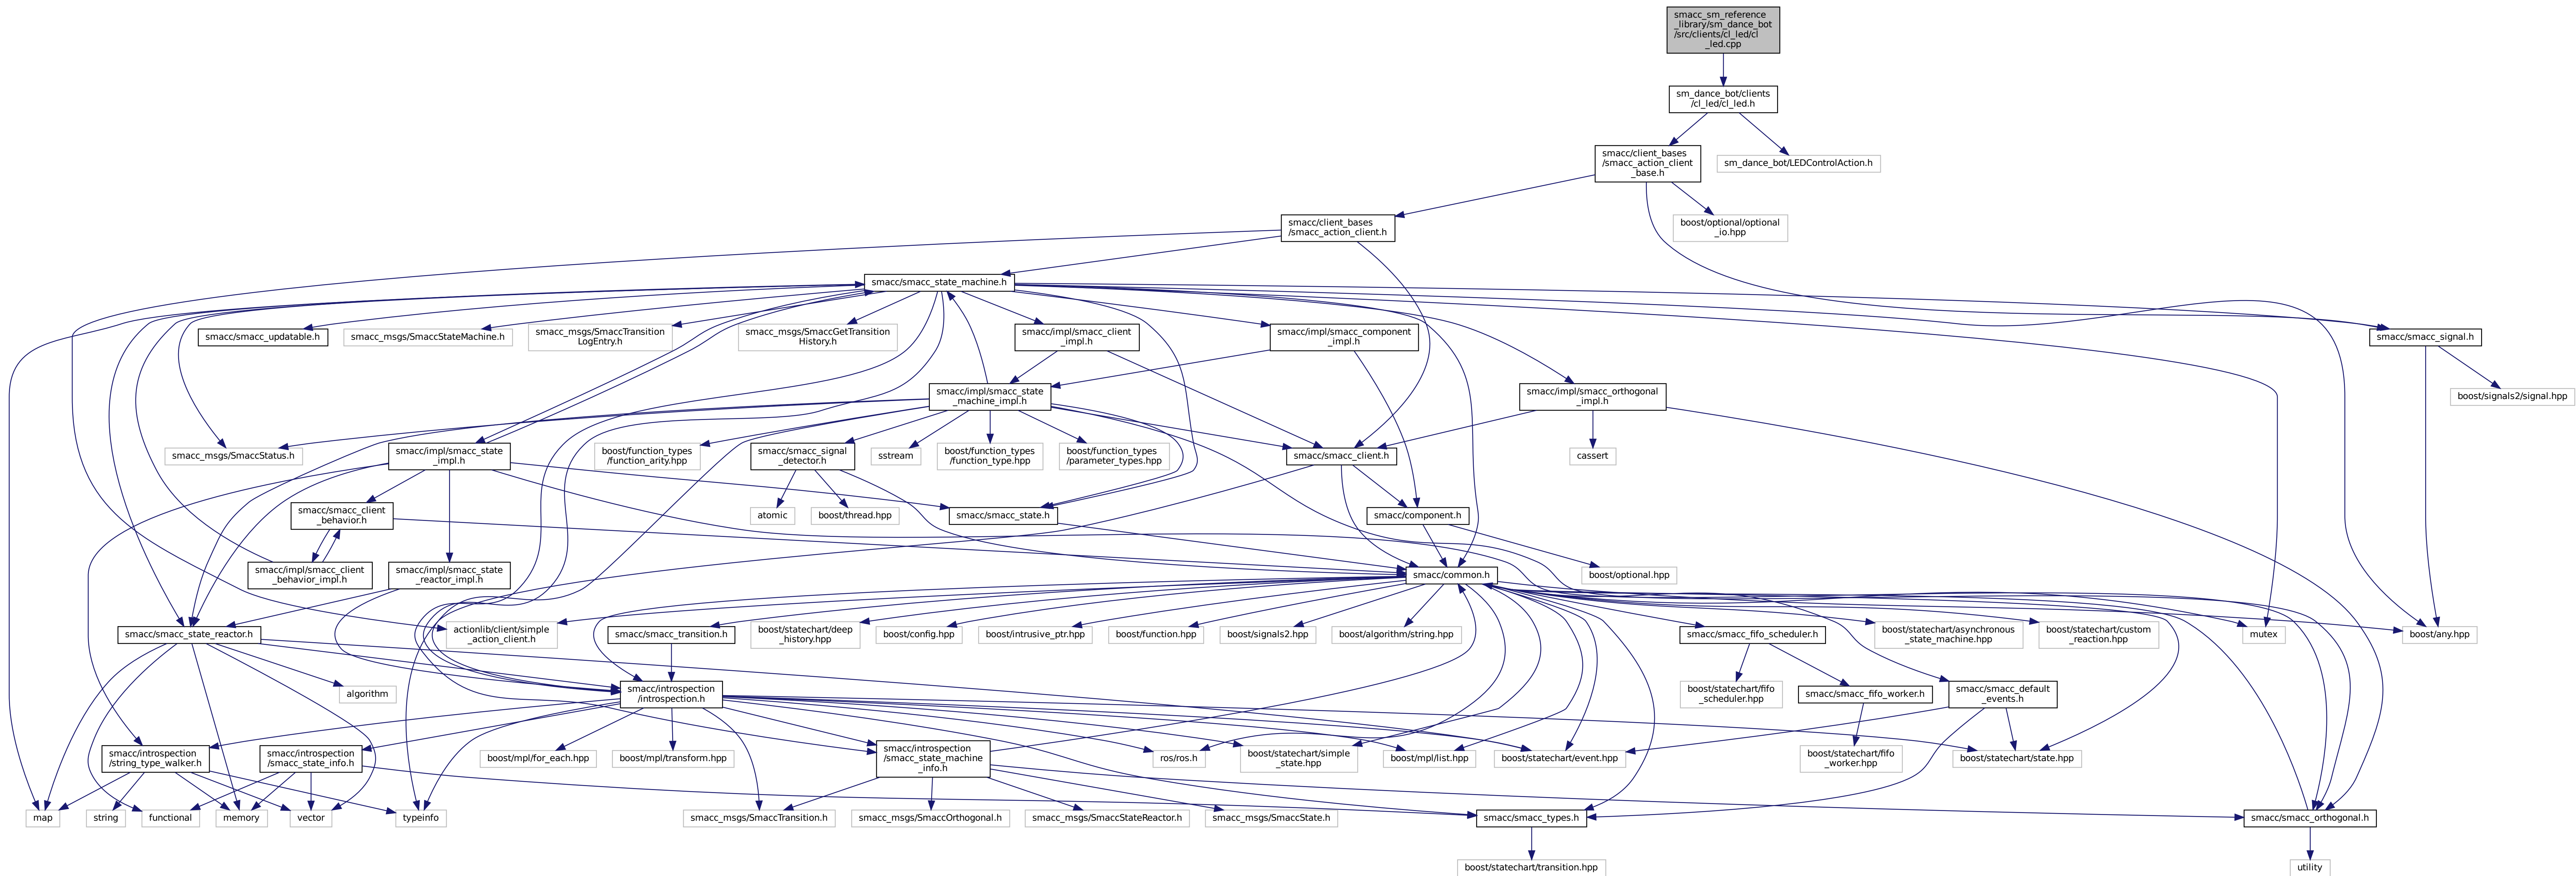 smacc_sm_reference
_library/sm_dance_bot
/src/clients/cl_led/cl
_led.cpp
sm_dance_bot/clients
/cl_led/cl_led.h
smacc/client_bases
/smacc_action_client
_base.h
sm_dance_bot/LEDControlAction.h
smacc/client_bases
/smacc_action_client.h
boost/optional/optional
_io.hpp
smacc/smacc_state_machine.h
smacc/smacc_updatable.h
smacc_msgs/SmaccStateMachine.h
smacc_msgs/SmaccTransition
LogEntry.h
smacc_msgs/SmaccGetTransition
History.h
smacc/impl/smacc_client
_impl.h
smacc/impl/smacc_component
_impl.h
smacc/smacc_signal.h
smacc/impl/smacc_state
_machine_impl.h
smacc/impl/smacc_orthogonal
_impl.h
boost/signals2/signal.hpp
smacc_msgs/SmaccStatus.h
smacc/impl/smacc_state
_impl.h
boost/function_types
/function_arity.hpp
smacc/smacc_signal
_detector.h
sstream
boost/function_types
/function_type.hpp
boost/function_types
/parameter_types.hpp
smacc/smacc_client.h
cassert
smacc/smacc_client
_behavior.h
atomic
boost/thread.hpp
smacc/smacc_state.h
smacc/component.h
smacc/impl/smacc_client
_behavior_impl.h
smacc/impl/smacc_state
_reactor_impl.h
smacc/common.h
boost/optional.hpp
smacc/smacc_state_reactor.h
actionlib/client/simple
_action_client.h
smacc/smacc_transition.h
boost/statechart/deep
_history.hpp
boost/config.hpp
boost/intrusive_ptr.hpp
boost/function.hpp
boost/signals2.hpp
boost/algorithm/string.hpp
smacc/smacc_fifo_scheduler.h
boost/statechart/asynchronous
_state_machine.hpp
boost/statechart/custom
_reaction.hpp
mutex
boost/any.hpp
algorithm
smacc/introspection
/introspection.h
boost/statechart/fifo
_scheduler.hpp
smacc/smacc_fifo_worker.h
smacc/smacc_default
_events.h
smacc/introspection
/string_type_walker.h
smacc/introspection
/smacc_state_info.h
boost/mpl/for_each.hpp
boost/mpl/transform.hpp
smacc/introspection
/smacc_state_machine
_info.h
ros/ros.h
boost/statechart/simple
_state.hpp
boost/mpl/list.hpp
boost/statechart/event.hpp
boost/statechart/fifo
_worker.hpp
boost/statechart/state.hpp
map
string
functional
memory
vector
typeinfo
smacc_msgs/SmaccTransition.h
smacc_msgs/SmaccOrthogonal.h
smacc_msgs/SmaccStateReactor.h
smacc_msgs/SmaccState.h
smacc/smacc_types.h
smacc/smacc_orthogonal.h
boost/statechart/transition.hpp
utility